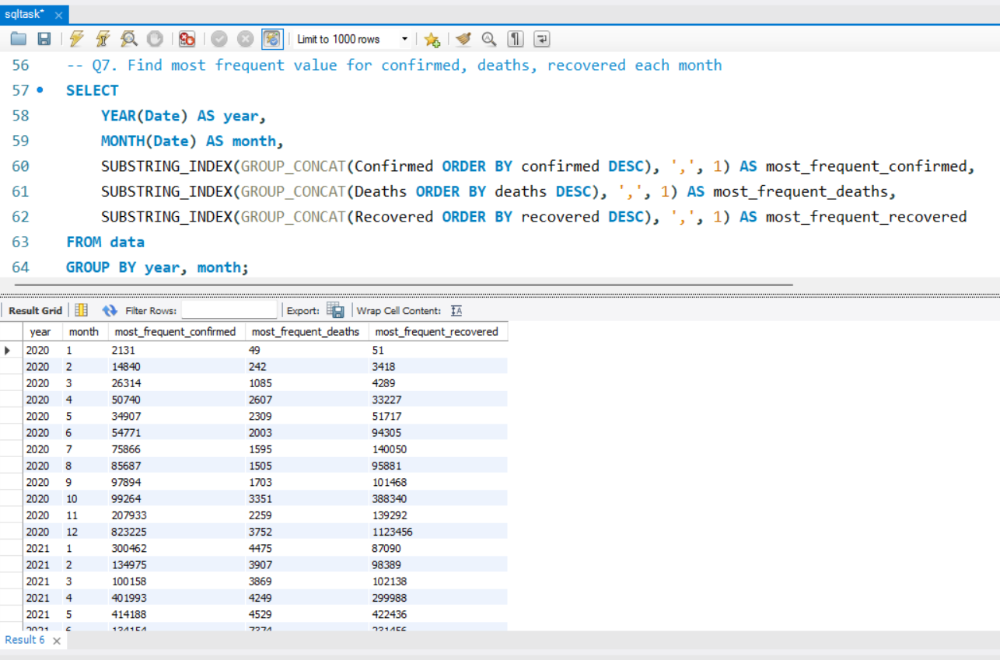 sqltask*
Limit to 1000 rows
56 -- Q7. Find most frequent value for confirmed, deaths, recovered each month
57 SELECT
58 YEAR(Date) AS year,
59 MONTH(Date) AS month,
60 SUBSTRING_INDEX(GROUP_CONCAT(Confirmed ORDER BY confirmed DESC), ',', 1) AS most_frequent_confirmed,
61 SUBSTRING_INDEX(GROUP_CONCAT(Deaths ORDER BY deaths DESC), ',', 1) AS most_frequent_deaths,
62 SUBSTRING_INDEX(GROUP_CONCAT(Recovered ORDER BY recovered DESC), ',', 1) AS most_frequent_recovered
63 FROM data
64 GROUP BY year, month;
Result Grid Filter Rows: Export: Wrap Cell Content: IA
year month most_frequent_confirmed most_frequent_deaths most_frequent_recovered
2020 1 2131 49 51
2020 2 14840 242 3418
2020 3 26314 1085 4289
2020 4 50740 2607 33227
2020 5 34907 2309 51717
2020 6 54771 2003 94305
2020 7 75866 1595 140050
2020 8 85687 1505 95881
2020 9 97894 1703 101468
2020 10 99264 3351 388340
2020 11 207933 2259 139292
2020 12 823225 3752 1123456
2021 1 300462 4475 87090
2021 2 134975 3907 98389
2021 3 100158 3869 102138
2021 4 401993 4249 299988
2021 5 414188 4529 422436
2021 6 134154 7374 231456
Result 6